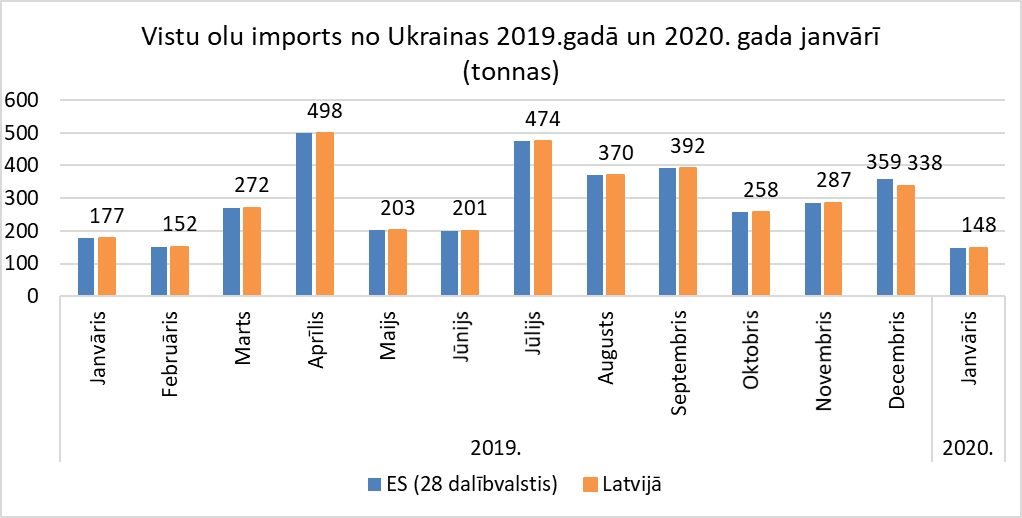 Vistu olu imports no Ukrainas 2019.gadā un 2020. gada janvārī
(tonnas)
600
500
400
300
200
100
0
177
152
272
498
203
201
474
370
392
258
287
359 338
148
Janvāris
Februāris
Marts
Aprīlis
Maijs
Jūnijs
Jūlijs
Augusts
Septembris
Oktobris
Novembris
Decembris
Janvāris
2019. 2020.
ES (28 dalībvalstis) Latvijā